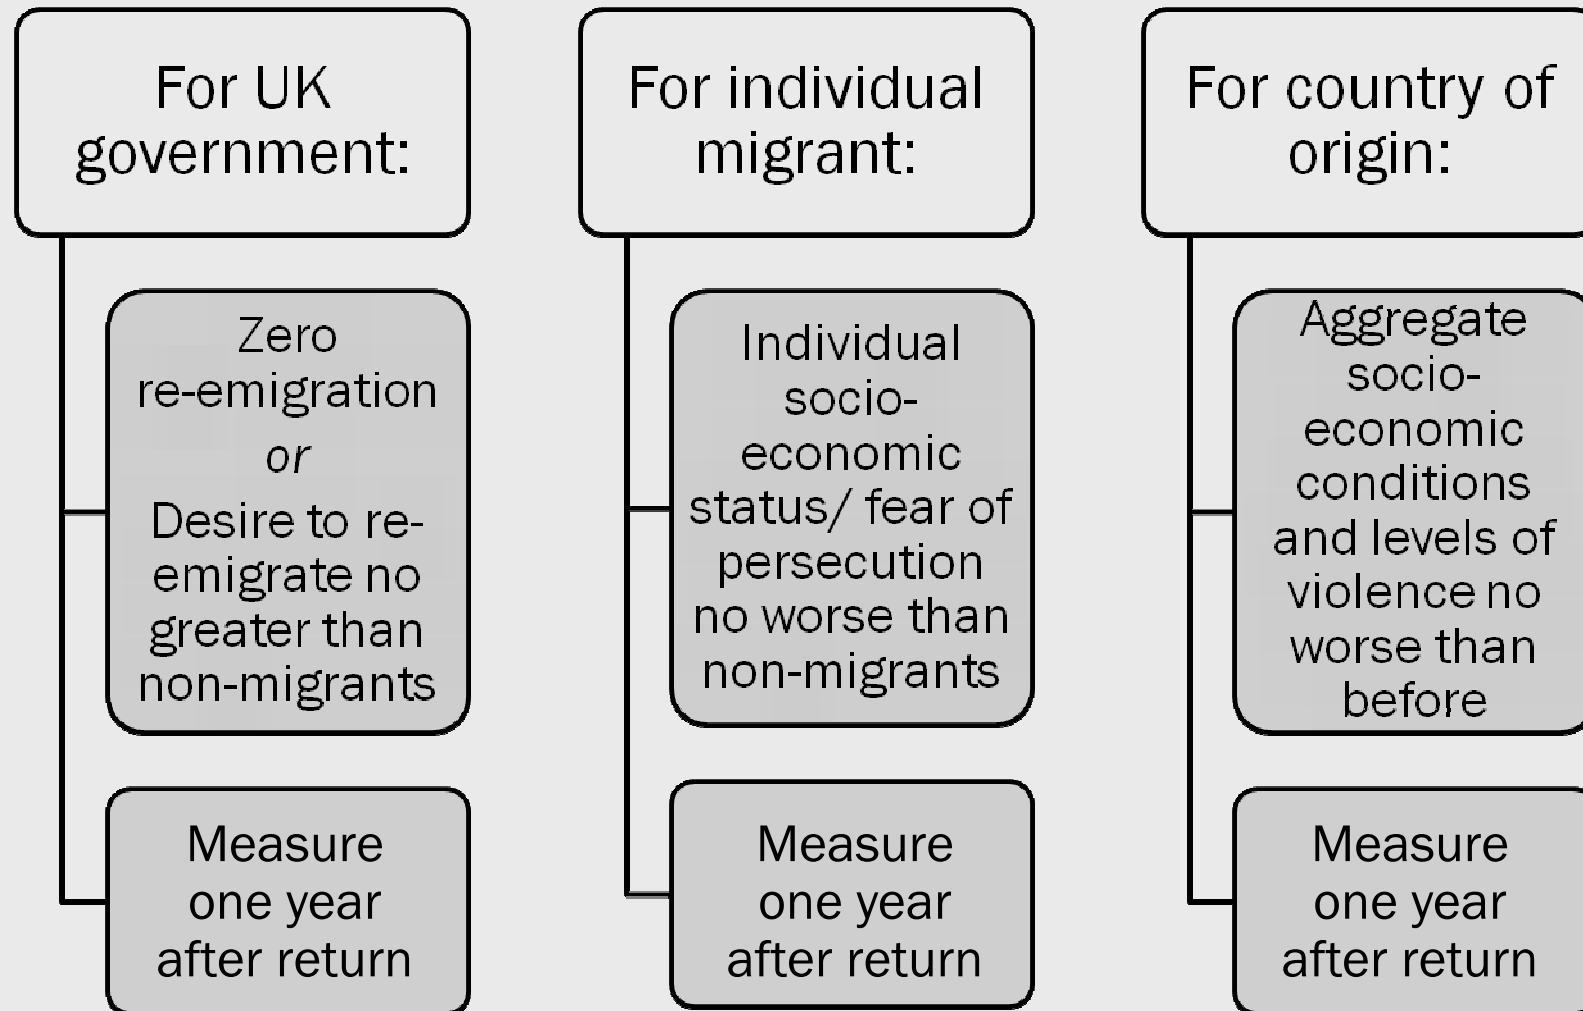 For UK
government:
Zero
re-emigration
or
Desire to re-
emigrate no
greater than
non-migrants
Measure
one year
after return
For individual
migrant:
Individual
socio-
economic
status/ fear of
persecution
no worse than
non-migrants
Measure
one year
after return
For country of
origin:
Aggregate
socio-
economic
conditions
and levels of
violence no
worse than
before
Measure
one year
after return